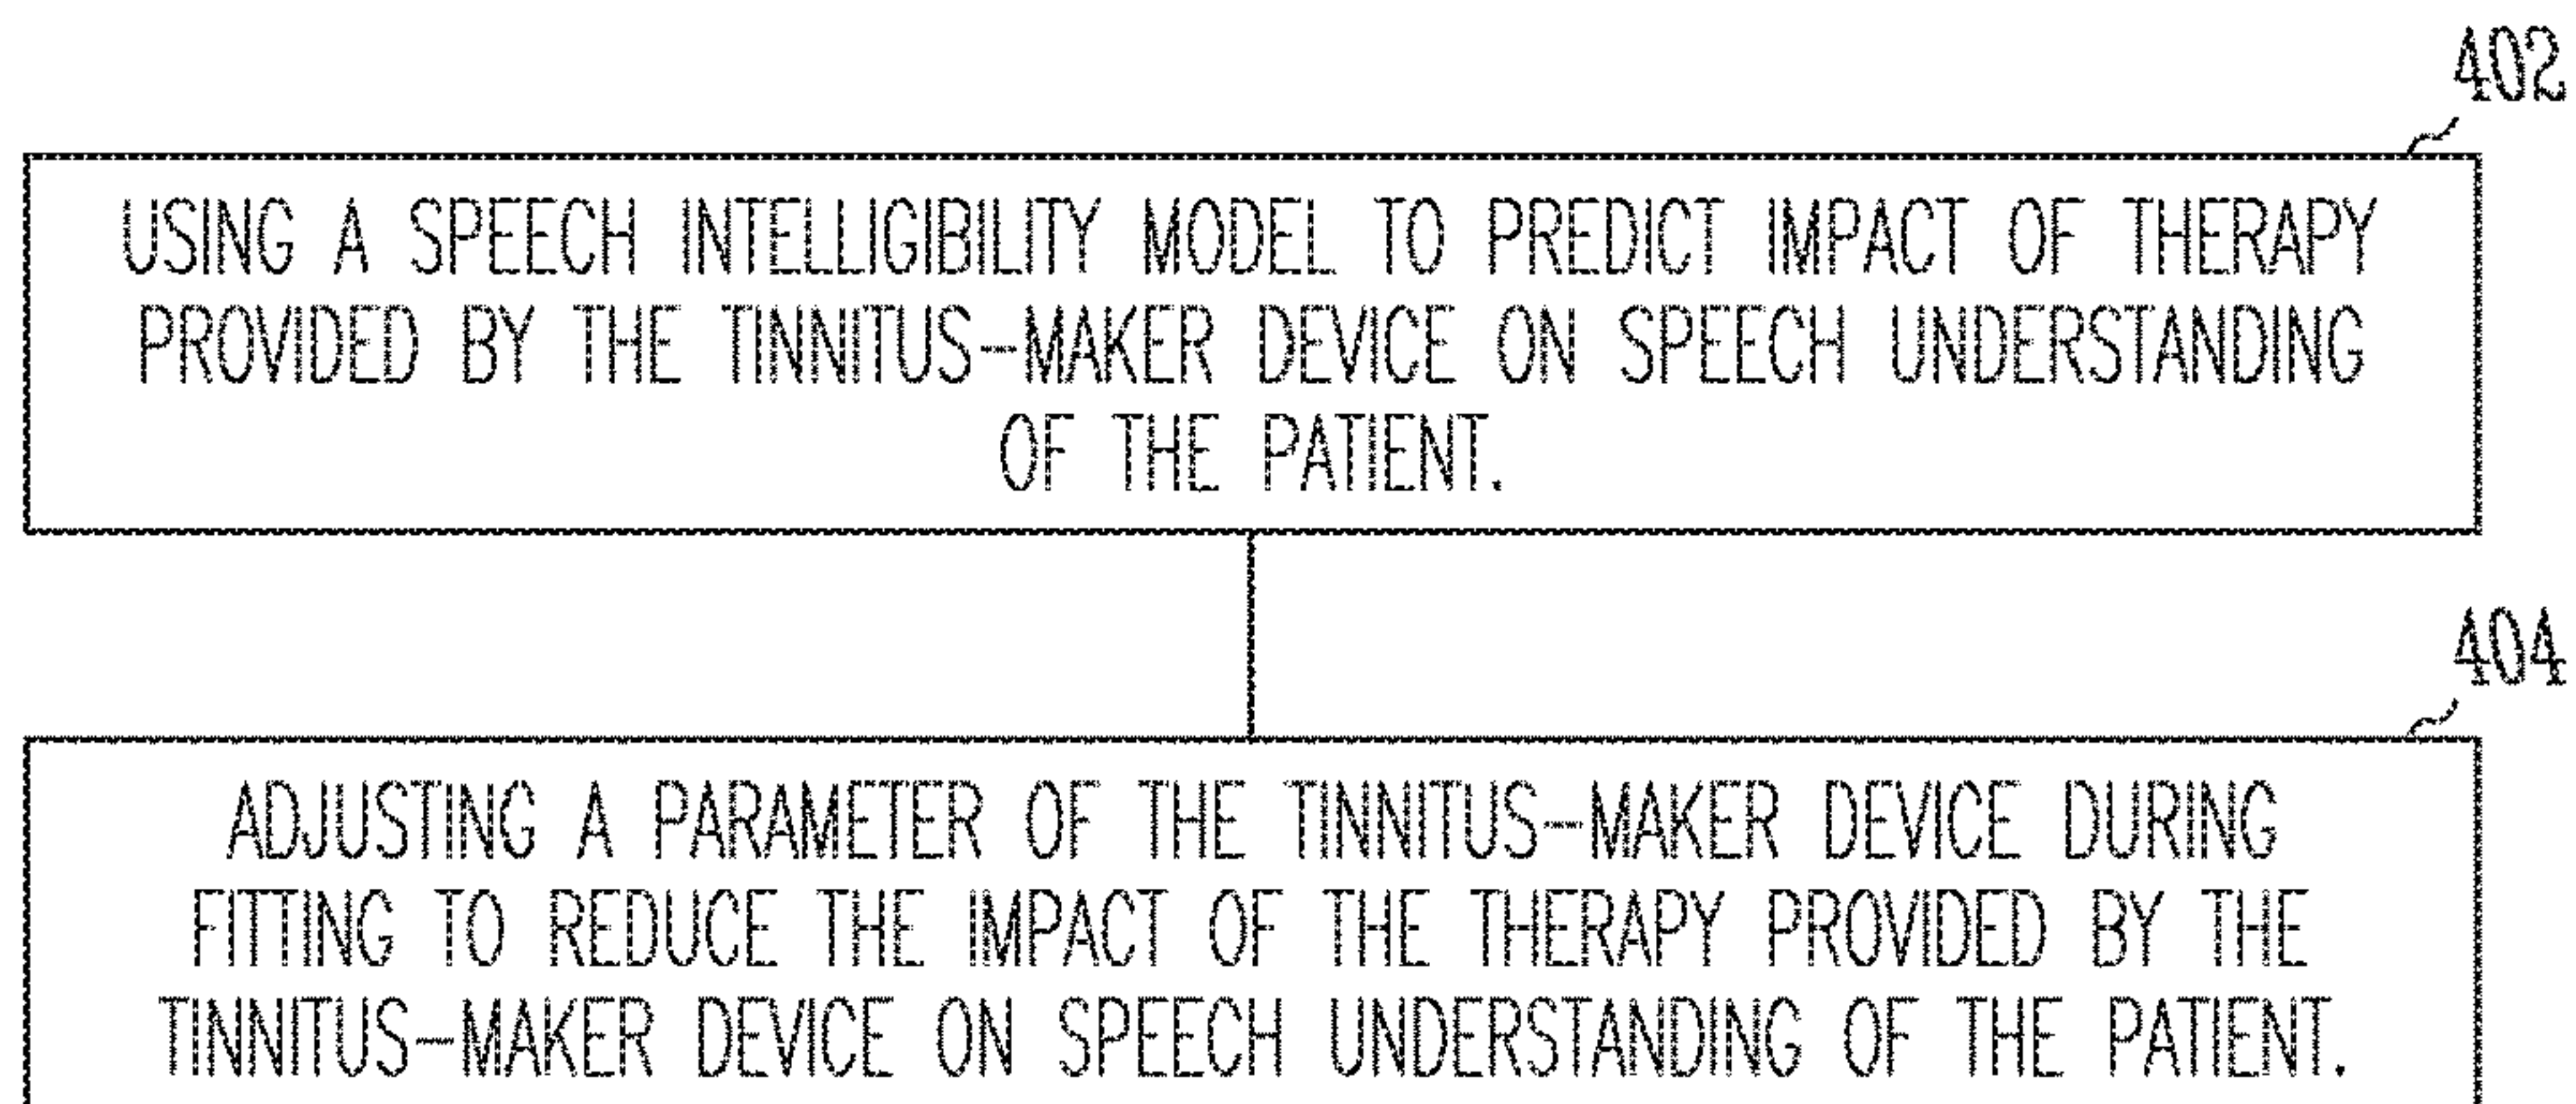 402
USING A SPEECH INTELLIGIBILITY MODEL TO PREDICT IMPACT OF THERAPY
PROVIDED BY THE TINNITUS-MAKER DEVICE ON SPEECH UNDERSTANDING
OF THE PATIENT.
404
ADJUSTING A PARAMETER OF THE TINNITUS-MAKER DEVICE DURING
FITTING TO REDUCE THE IMPACT OF THE THERAPY PROVIDED BY THE
TINNITUS-MAKER DEVICE ON SPEECH UNDERSTANDING OF THE PATIENT.